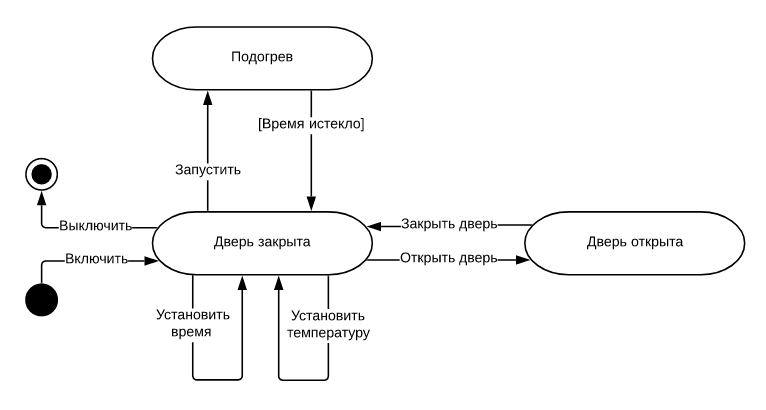 Подогрев
[Время истекло]
Запустить
Выключить
Закрыть дверь
Дверь закрыта
Дверь открыта
Включить
Открыть дверь
Установить
время
Установить
температуру